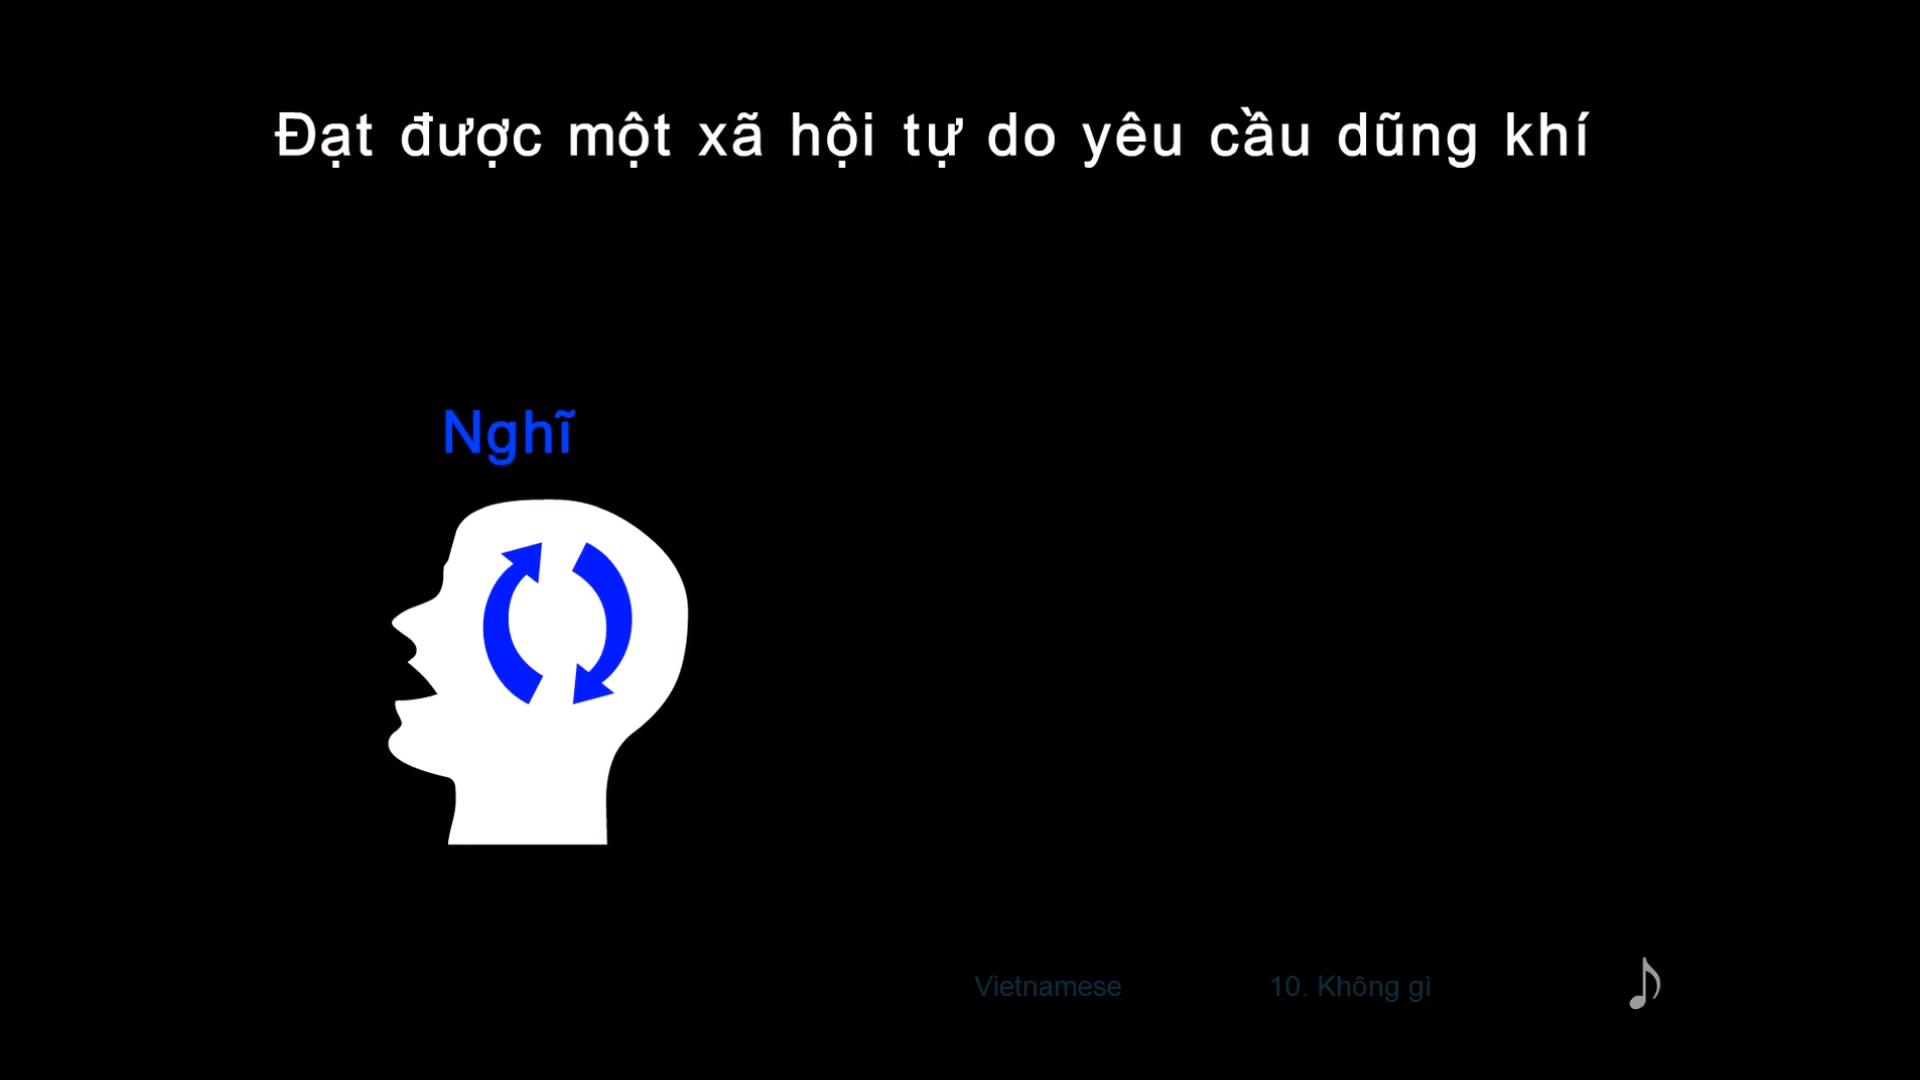 Đạt được một xã hội tự do yêu cầu dũng khí
Nghĩ
Vietnamese
10. Không gì